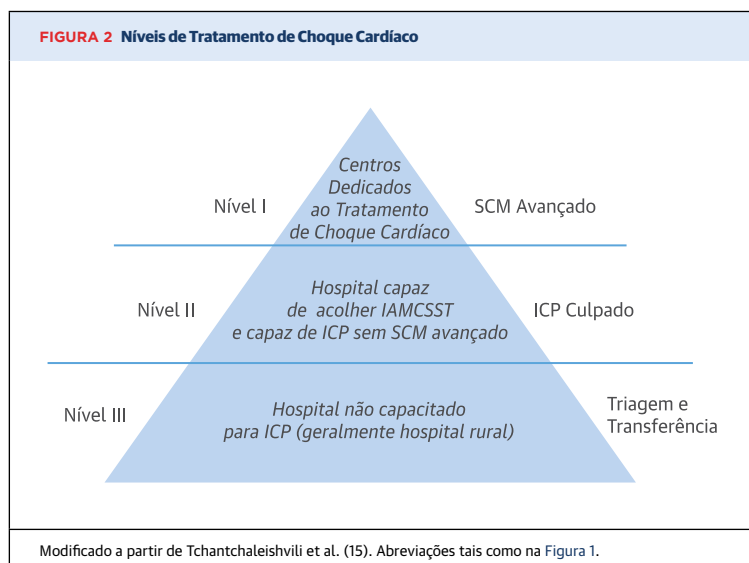 FIGURA 2 Níveis de Tratamento de Choque Cardíaco
Centros
Dedicados
ao Tratamento
de Choque Cardíaco
Nível I
SCM Avançado
Hospital capaz
de acolher IAMCSST
e capaz de ICP sem SCM avançado
Nível II
ICP Culpado
Hospital não capacitado
para ICP (geralmente hospital rural)
Nível III
Triagem e
Transferência
Modificado a partir de Tchantchaleishvili et al. (15). Abreviações tais como na Figura 1.